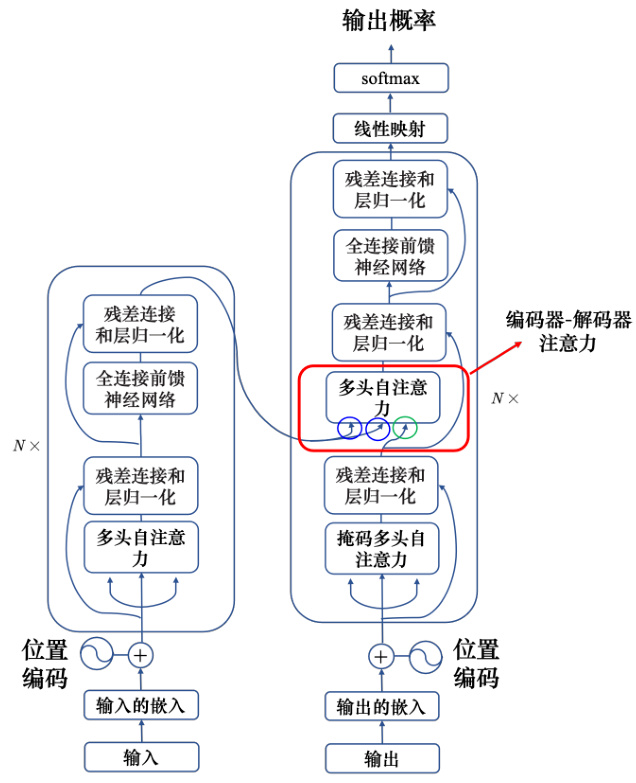 输出概率
softmax
线性映射
残差连接和
层归一化
全连接前馈
神经网络
残差连接和
层归一化
编码器-解码器
注意力
多头自注意
力
N×
残差连接和
层归一化
掩码多头自
注意力
位置
编码
+
输出的嵌入
输出
残差连接
和层归一化
全连接前馈
神经网络
N×
残差连接和
层归一化
多头自注意
力
位置
编码
+
输入的嵌入
输入